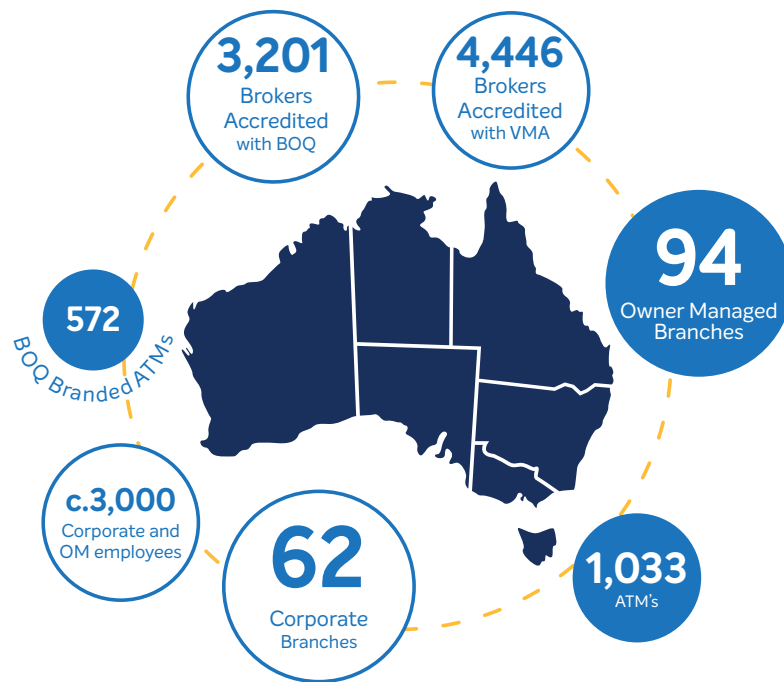 3,201
Brokers
Accredited
with BOQ
4,446
Brokers
Accredited
with VMA
94
Owner Managed
Branches
572
BOQ Branded ATMs
c.3,000
Corporate and
OM employees
62
Corporate
Branches
1,033
ATM's